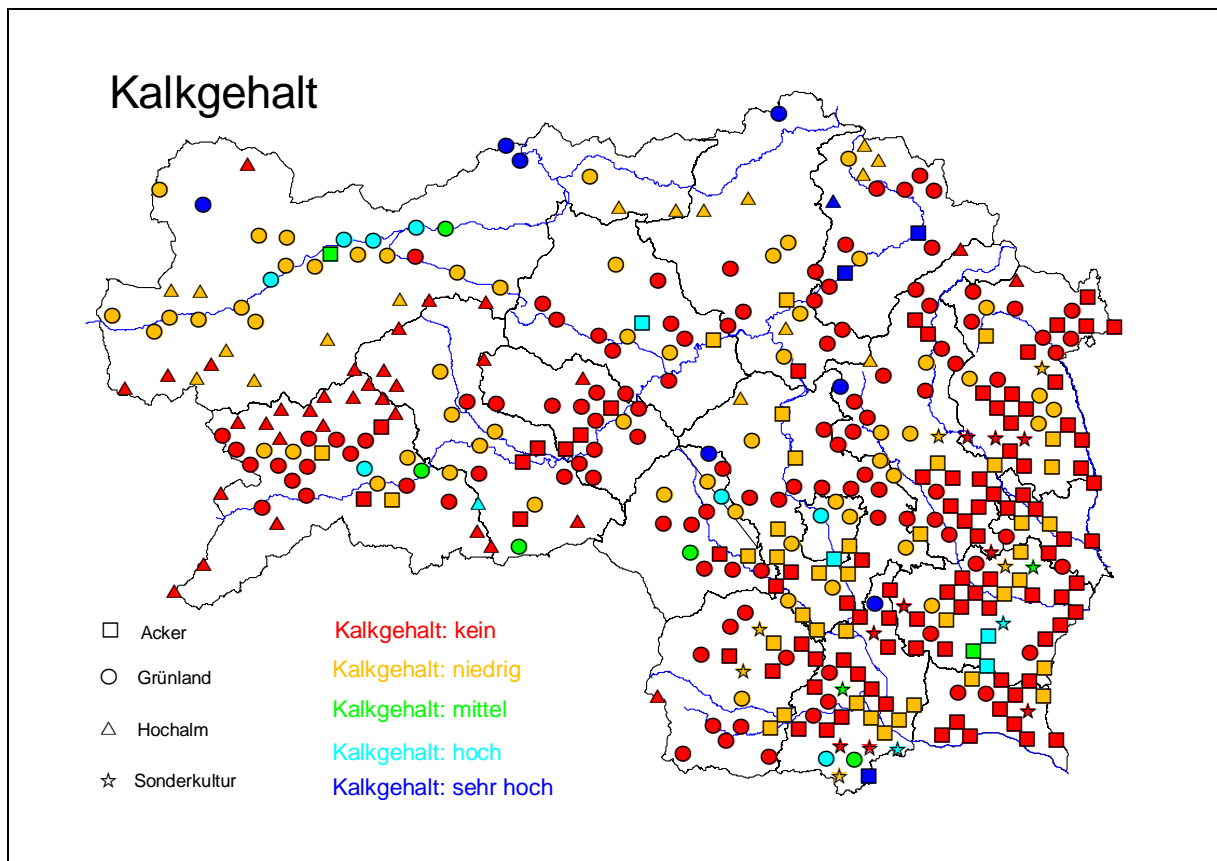 Kalkgehalt
Acker
Grünland
Hochalm
Sonderkultur
Kalkgehalt: kein
Kalkgehalt: niedrig
Kalkgehalt: mittel
Kalkgehalt: hoch
Kalkgehalt: sehr hoch